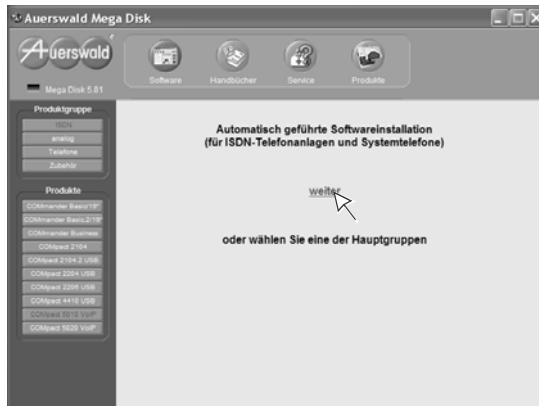 Auerswald Mega Disk
Auerswald
Software
Handbücher
Service
Produkte
Mega Disk 5.81
Produktgruppe
ISDN
analog
Telefone
Zubehör
Produkte
COMmander Basic/19"
COMmander Basic.2/19"
COMmander Business
COMpact 2104
COMpact 2104.2 USB
COMpact 2204 USB
COMpact 2206 USB
COMpact 4410 USB
COMpact 5010 VoIP
COMpact 5020 VoIP
Automatisch geführte Softwareinstallation
(für ISDN-Telefonanlagen und Systemtelefone)
weiter
oder wählen Sie eine der Hauptgruppen